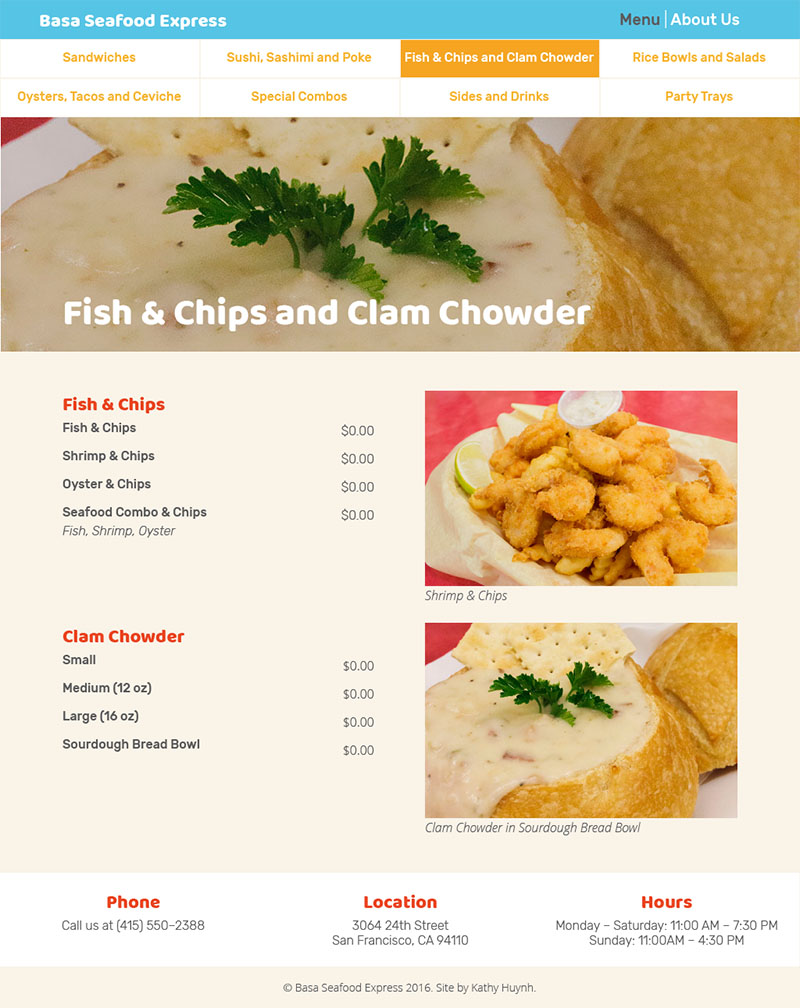 Basa Seafood Express
Menu | About Us
Sandwiches
Sushi, Sashimi and Poke
Fish & Chips and Clam Chowder
Rice Bowls and Salads
Oysters, Tacos and Ceviche
Special Combos
Sides and Drinks
Party Trays
Fish & Chips and Clam Chowder
Fish & Chips
Fish & Chips $0.00
Shrimp & Chips $0.00
Oyster & Chips $0.00
Seafood Combo & Chips $0.00
Fish, Shrimp, Oyster
Shrimp & Chips
Clam Chowder
Small $0.00
Medium (12 oz) $0.00
Large (16 oz) $0.00
Sourdough Bread Bowl $0.00
Clam Chowder in Sourdough Bread Bowl
Phone
Call us at (415) 550–2388
Location
3064 24th Street
San Francisco, CA 94110
Hours
Monday – Saturday: 11:00 AM – 7:30 PM
Sunday: 11:00AM – 4:30 PM
© Basa Seafood Express 2016. Site by Kathy Huynh.